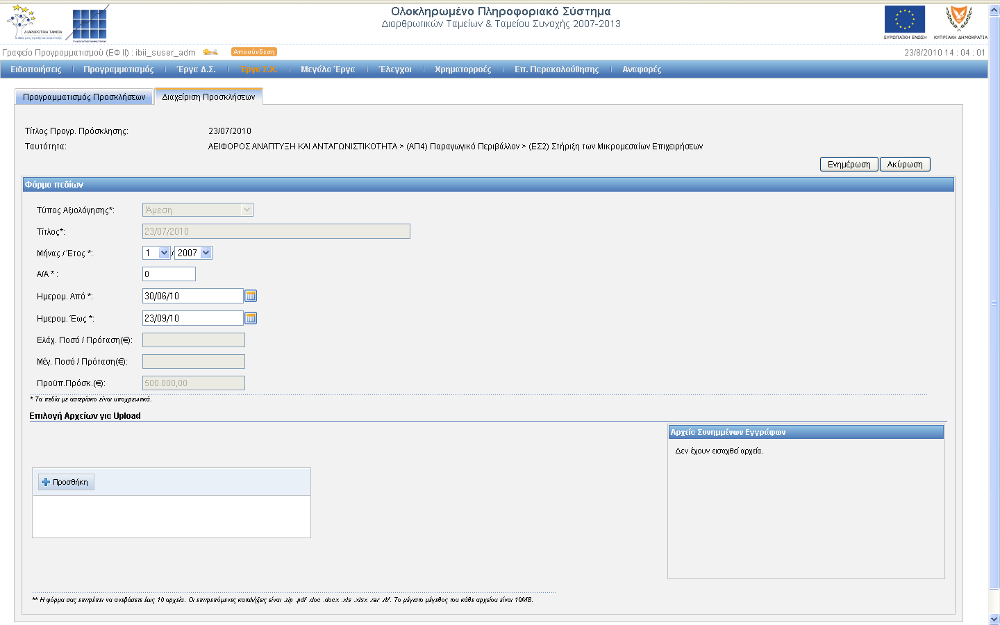 Ολοκληρωμένο Πληροφοριακό Σύστημα
Διαρθρωτικών Ταμείων & Ταμείου Συνοχής 2007-2013
ΔΙΑΡΘΡΩΤΙΚΑ ΤΑΜΕΙΑ
ΕΥΡΩΠΑΪΚΗ ΕΝΩΣΗ
ΚΥΠΡΙΑΚΗ ΔΗΜΟΚΡΑΤΙΑ
Γραφείο Προγραμματισμού (ΕΦ ΙΙ) : ibii_suser_adm Αποσύνδεση 23/8/2010 14 : 04 : 01
Ειδοποιήσεις Προγραμματισμός Έργα Δ.Σ. Έργα Σ.Χ. Μεγάλα Έργα Έλεγχοι Χρηματορροές Επ. Παρακολούθησης Αναφορές
Προγραμματισμός Προσκλήσεων Διαχείριση Προσκλήσεων
Τίτλος Προγρ. Πρόσκλησης: 23/07/2010
Ταυτότητα: ΑΕΙΦΟΡΟΣ ΑΝΑΠΤΥΞΗ ΚΑΙ ΑΝΤΑΓΩΝΙΣΤΙΚΟΤΗΤΑ > (ΑΠ4) Παραγωγικό Περιβάλλον > (ΕΣ2) Στήριξη των Μικρομεσαίων Επιχειρήσεων
Ενημέρωση Ακύρωση
Φόρμα πεδίων
Τύπος Αξιολόγησης*: Άμεση
Τίτλος*: 23/07/2010
Μήνας / Έτος *: 1 / 2007
Α/Α * : 0
Ημερομ. Από *: 30/06/10
Ημερομ. Έως *: 23/09/10
Ελάχ. Ποσό / Πρόταση(€):
Μέγ. Ποσό / Πρόταση(€):
Προϋπ.Πρόσκ.(€): 500.000,00
* Τα πεδία με αστερίσκο είναι αποχρεωτικά.
Επιλογή Αρχείων για Upload
Αρχεία Συνημμένων Εγγράφων
Δεν έχουν εισαχθεί αρχεία.
Προσθήκη
** Η φόρμα σας επιτρέπει να ανεβάσετε έως 10 αρχεία. Οι επιτρεπόμενες καταλήξεις είναι .zip .pdf .doc .docx .xls .xlsx .rar .rtf. Το μέγιστο μέγεθος του κάθε αρχείου είναι 10MB.